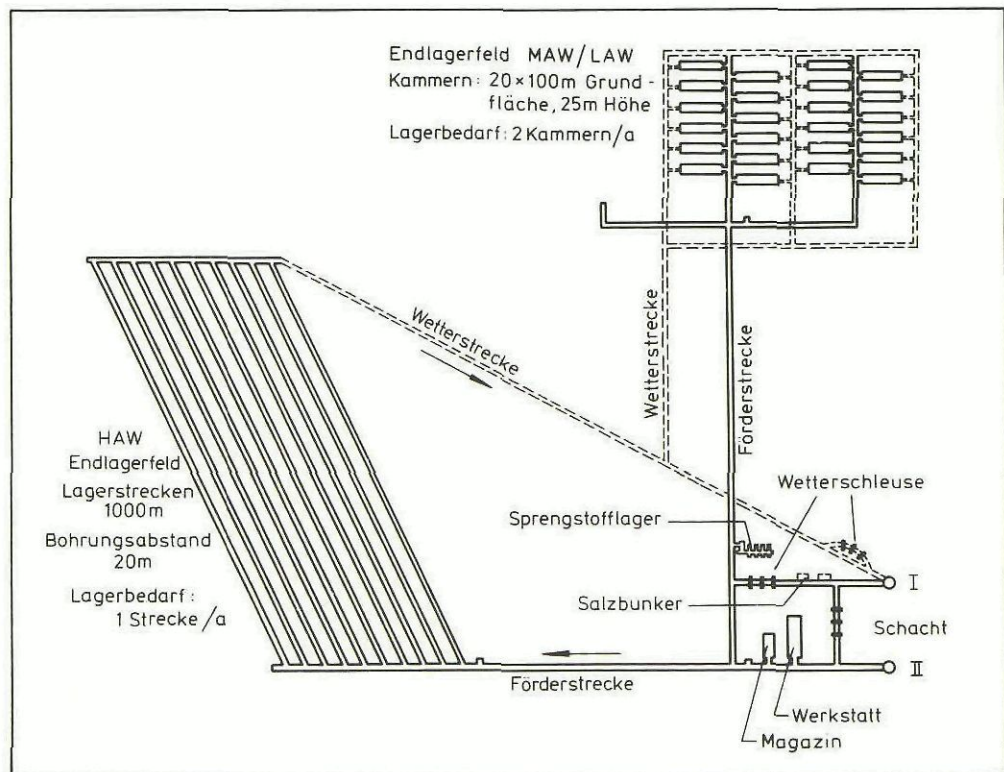 Endlagerfeld MAW/LAW
Kammern: 20×100m Grund-
fläche, 25m Höhe
Lagerbedarf: 2 Kammern/a
Wetterstrecke
Wetterstrecke
Förderstrecke
HAW
Endlagerfeld
Lagerstrecken
1000m
Bohrungsabstand
20m
Lagerbedarf:
1 Strecke/a
Wetterschleuse
Sprengstofflager
I
Salzbunker
Schacht
II
Förderstrecke
Werkstatt
Magazin